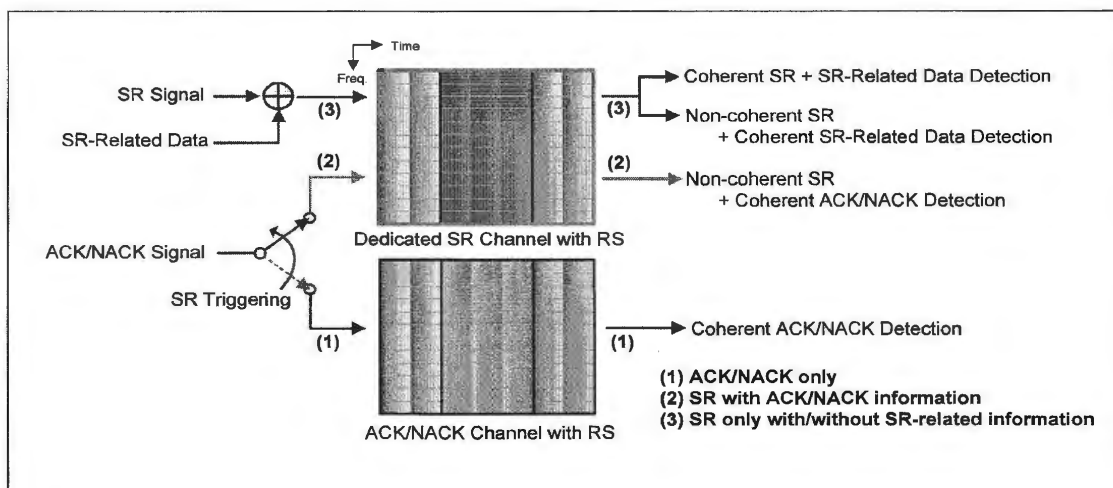 Time
Freq.
SR Signal
SR-Related Data
(3)
(3)
Coherent SR + SR-Related Data Detection
Non-coherent SR
+ Coherent SR-Related Data Detection
(2)
(2)
Non-coherent SR
+ Coherent ACK/NACK Detection
Dedicated SR Channel with RS
ACK/NACK Signal
SR Triggering
(1)
(1)
Coherent ACK/NACK Detection
ACK/NACK Channel with RS
(1) ACK/NACK only
(2) SR with ACK/NACK information
(3) SR only with/without SR-related information